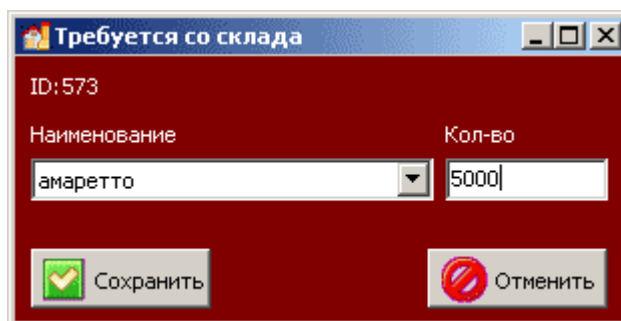 Требуется со склада
ID:573
Наименование Кол-во
амаретто 5000
Сохранить Отменить